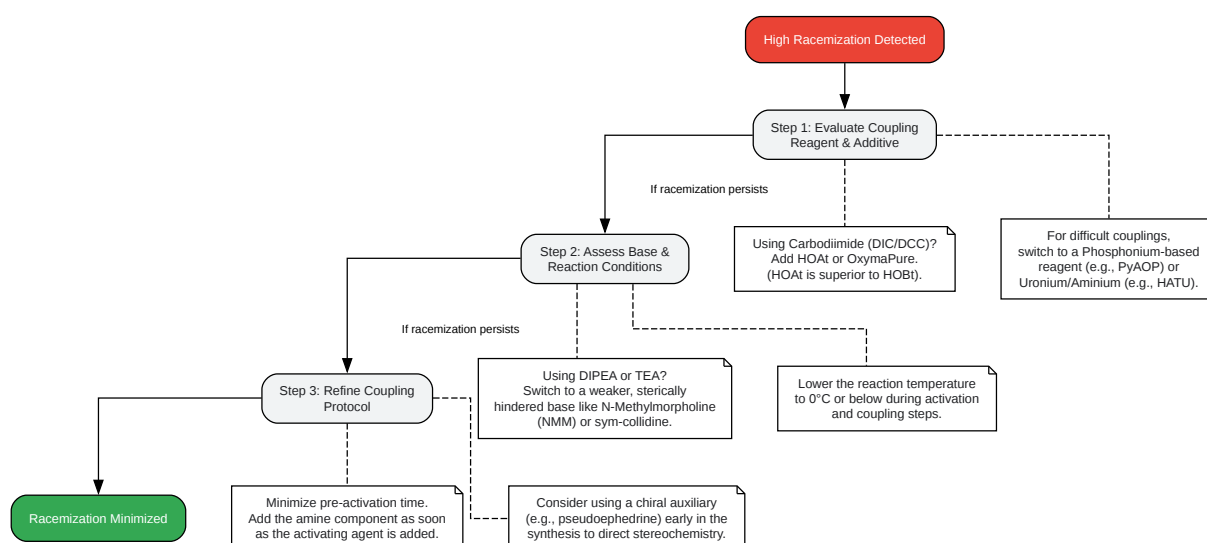 High Racemization Detected
Step 1: Evaluate Coupling
Reagent & Additive
If racemization persists
Using Carbodiimide (DIC/DCC)?
Add HOAt or OxymaPure.
(HOAt is superior to HOBt).
For difficult couplings,
switch to a Phosphonium-based
reagent (e.g., PyAOP) or
Uronium/Aminium (e.g., HATU).
Step 2: Assess Base &
Reaction Conditions
If racemization persists
Using DIPEA or TEA?
Switch to a weaker, sterically
hindered base like N-Methylmorpholine
(NMM) or sym-collidine.
Lower the reaction temperature
to 0°C or below during activation
and coupling steps.
Step 3: Refine Coupling
Protocol
Racemization Minimized
Minimize pre-activation time.
Add the amine component as soon
as the activating agent is added.
Consider using a chiral auxiliary
(e.g., pseudoephedrine) early in the
synthesis to direct stereochemistry.